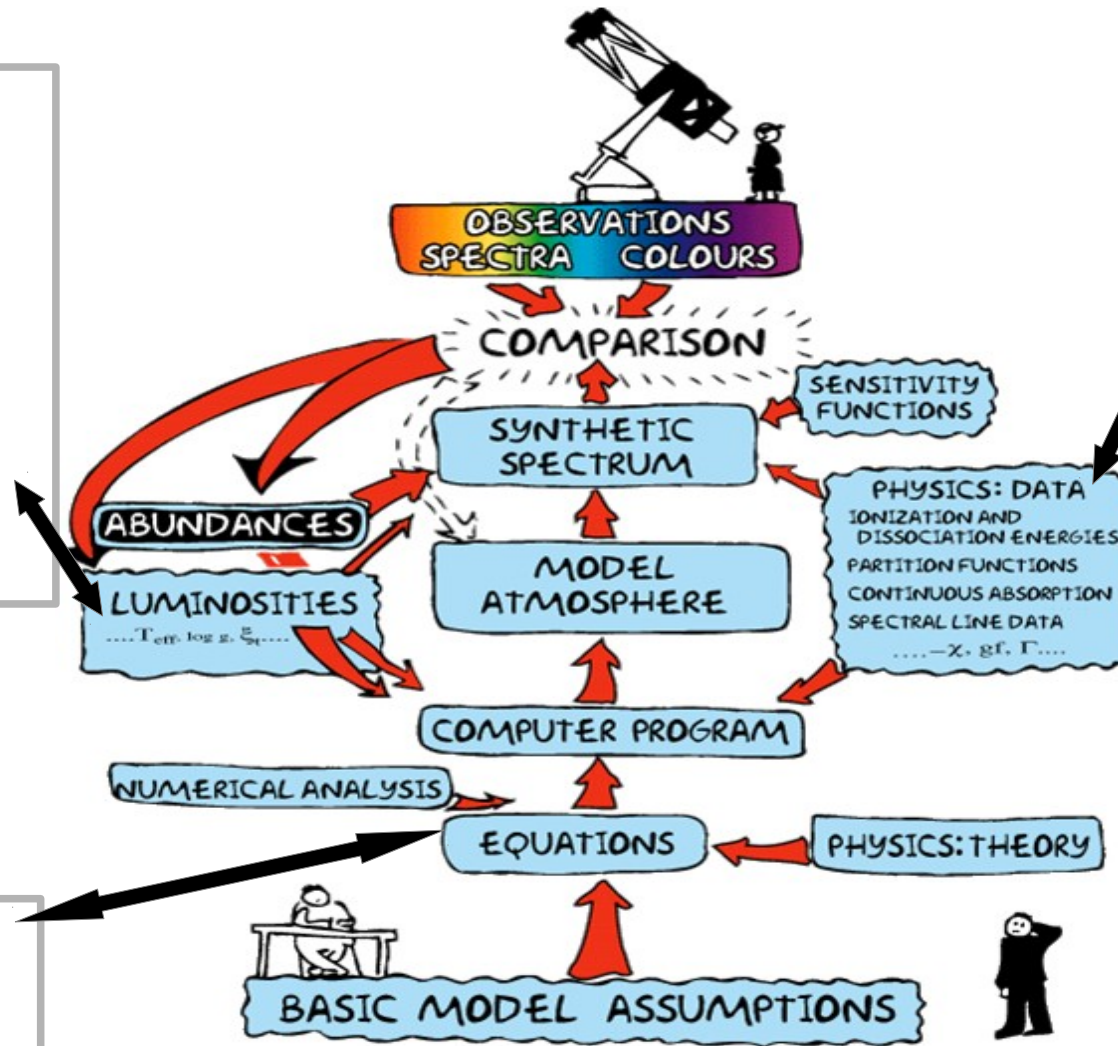 OBSERVATIONS
SPECTRA COLOURS
COMPARISON
SENSITIVITY
FUNCTIONS
SYNTHETIC
SPECTRUM
PHYSICS: DATA
IONIZATION AND
DISSOCIATION ENERGIES
PARTITION FUNCTIONS
CONTINUOUS ABSORPTION
SPECTRAL LINE DATA
....–χ, gf, Γ....
ABUNDANCES
MODEL
ATMOSPHERE
LUMINOSITIES
....Teff, log g, ξt....
COMPUTER PROGRAM
NUMERICAL ANALYSIS
EQUATIONS
PHYSICS: THEORY
BASIC MODEL ASSUMPTIONS